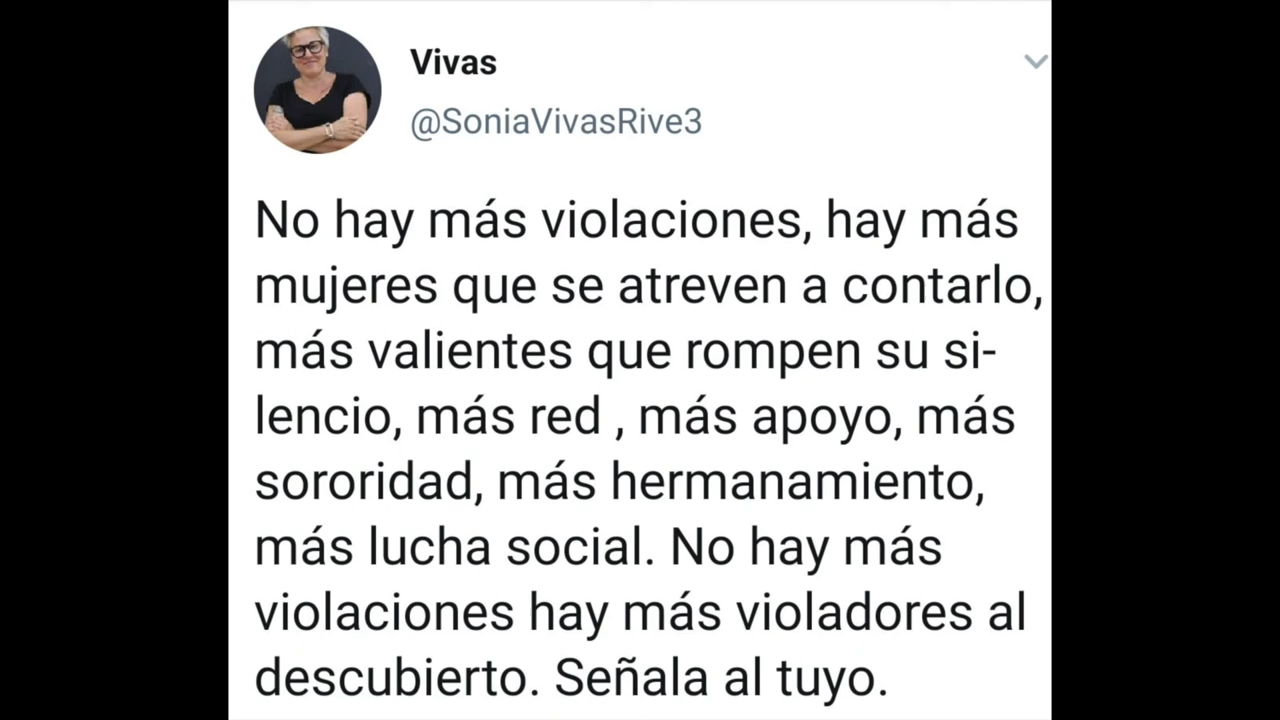 Vivas
@SoniaVivasRive3
No hay más violaciones, hay más
mujeres que se atreven a contarlo,
más valientes que rompen su si-
lencio, más red , más apoyo, más
sororidad, más hermanamiento,
más lucha social. No hay más
violaciones hay más violadores al
descubierto. Señala al tuyo.